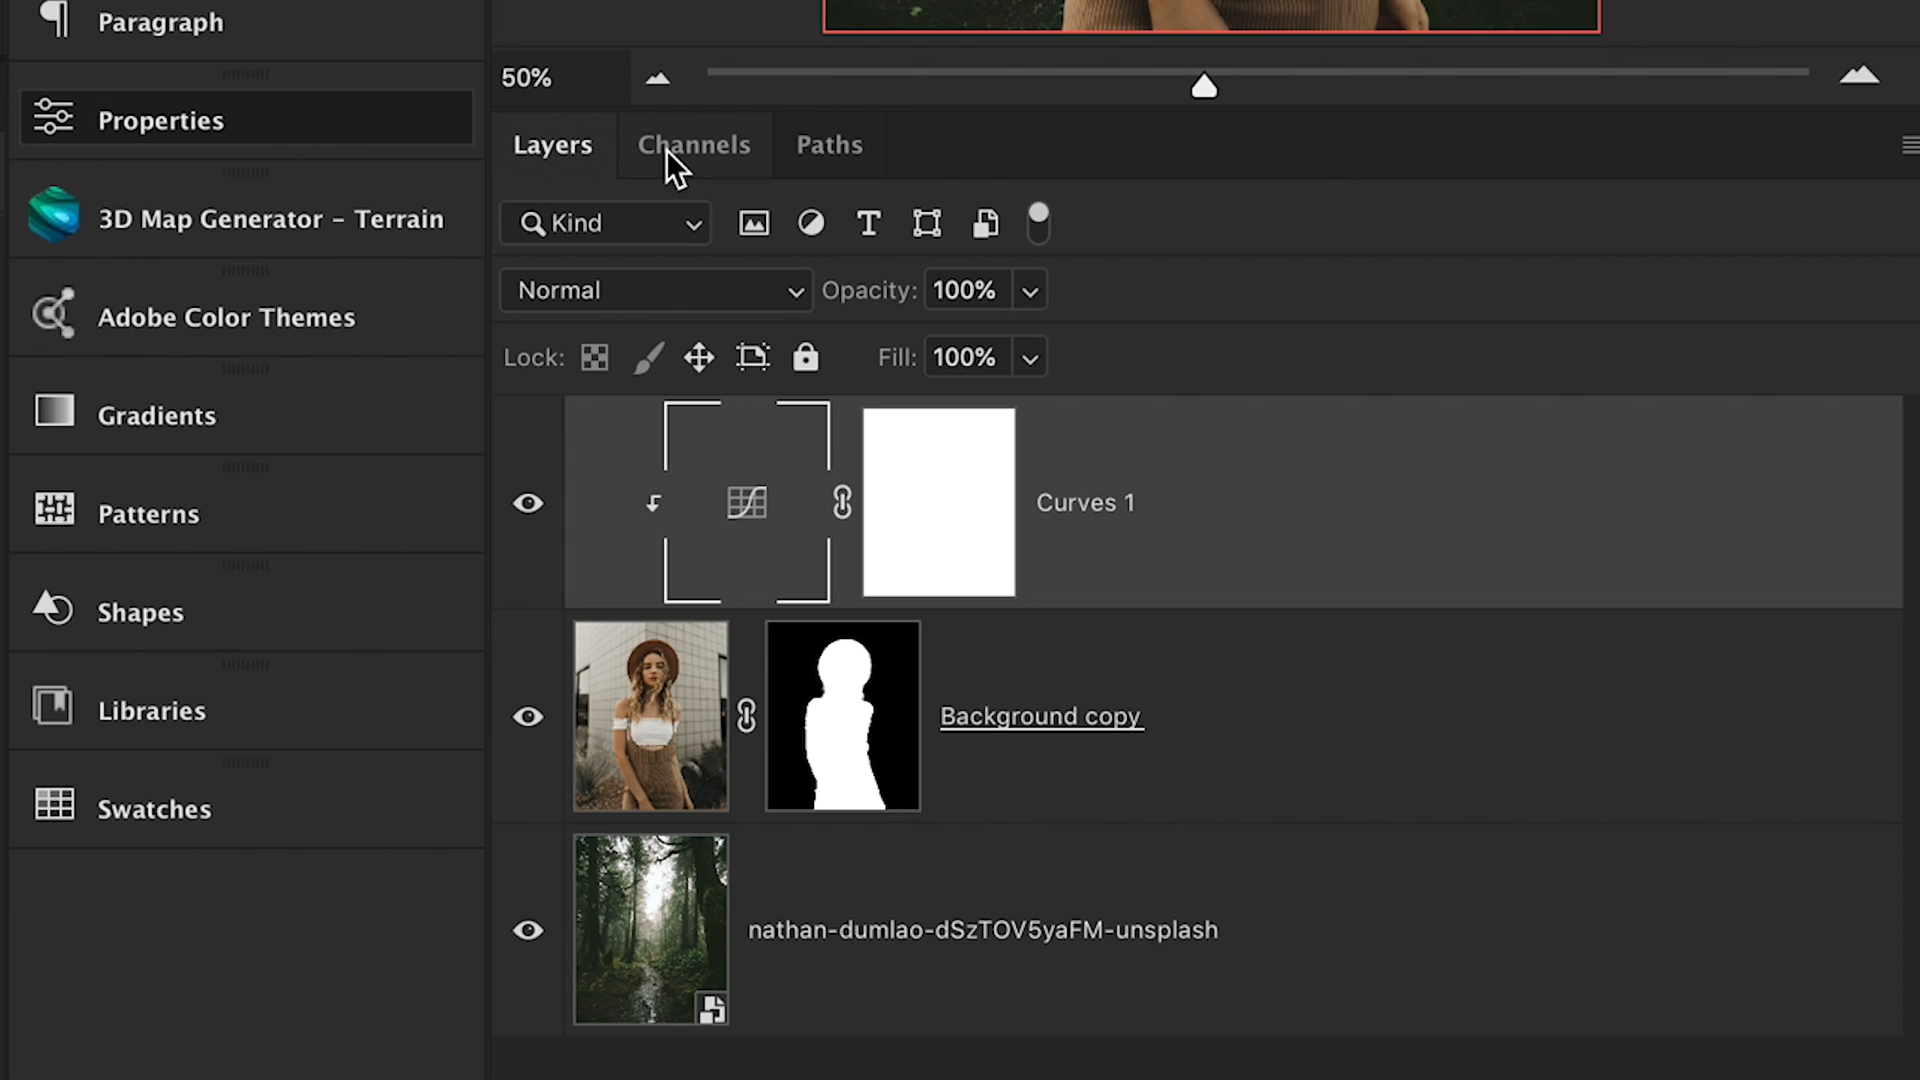 Paragraph
Properties
3D Map Generator – Terrain
Adobe Color Themes
Gradients
Patterns
Shapes
Libraries
Swatches
50%
Layers Channels Paths
Kind
Normal Opacity: 100%
Lock: Fill: 100%
Curves 1
Background copy
nathan-dumlao-dSzTOV5yaFM-unsplash